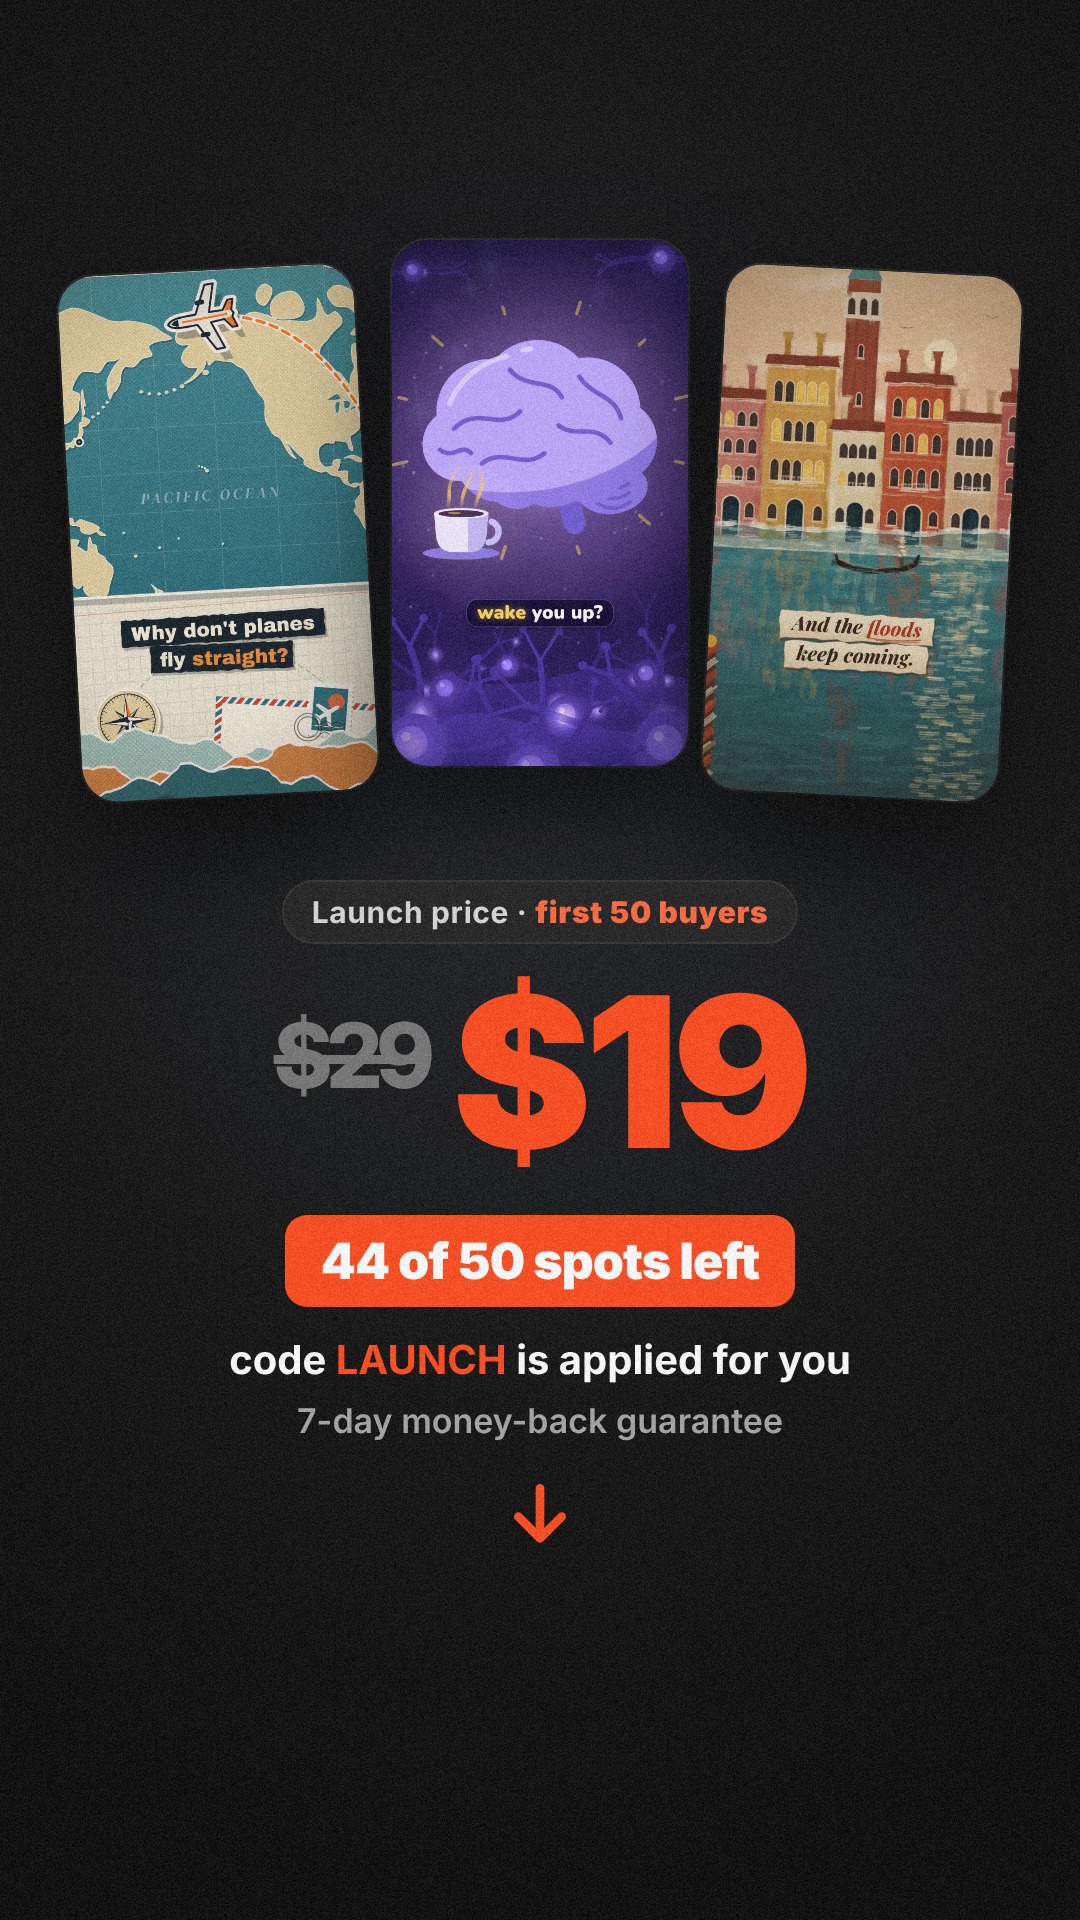 PACIFIC OCEAN
Why don't planes
fly straight?
wake you up?
And the floods
keep coming.
Launch price · first 50 buyers
$29 $19
44 of 50 spots left
code LAUNCH is applied for you
7-day money-back guarantee